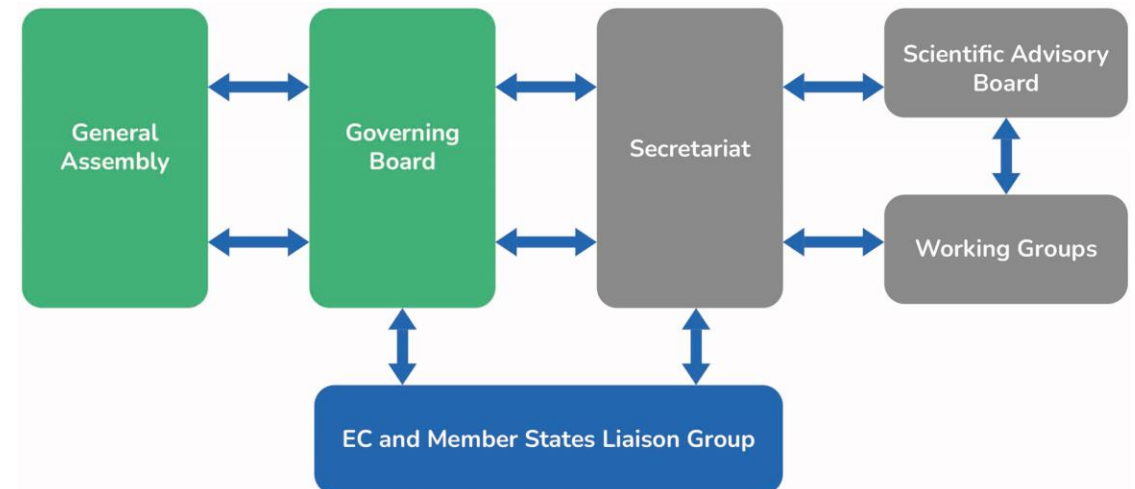 General
Assembly
Governing
Board
Secretariat
Scientific Advisory
Board
Working Groups
EC and Member States Liaison Group